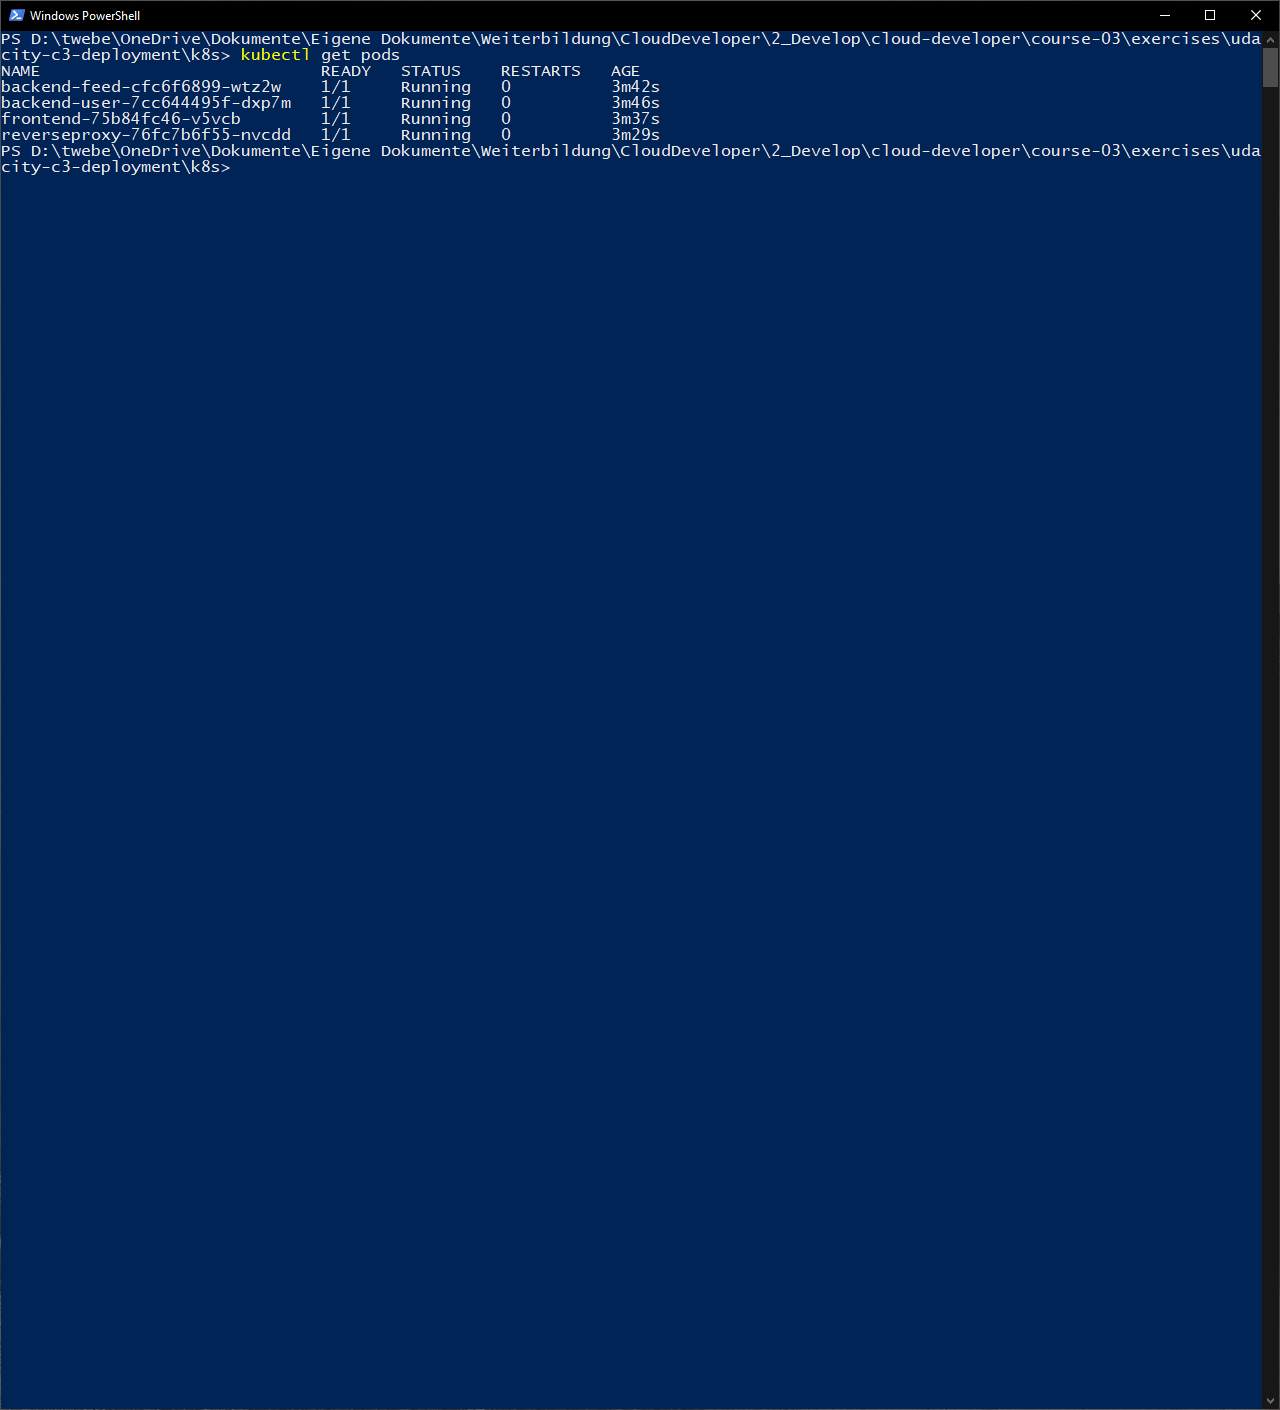 Windows PowerShell
PS D:\twebe\OneDrive\Dokumente\Eigene Dokumente\Weiterbildung\CloudDeveloper\2_Develop\cloud-developer\course-03\exercises\uda
city-c3-deployment\k8s> kubectl get pods
NAME READY STATUS RESTARTS AGE
backend-feed-cfc6f6899-wtz2w 1/1 Running 0 3m42s
backend-user-7cc644495f-dxp7m 1/1 Running 0 3m46s
frontend-75b84fc46-v5vcb 1/1 Running 0 3m37s
reverseproxy-76fc7b6f55-nvcdd 1/1 Running 0 3m29s
PS D:\twebe\OneDrive\Dokumente\Eigene Dokumente\Weiterbildung\CloudDeveloper\2_Develop\cloud-developer\course-03\exercises\uda
city-c3-deployment\k8s>